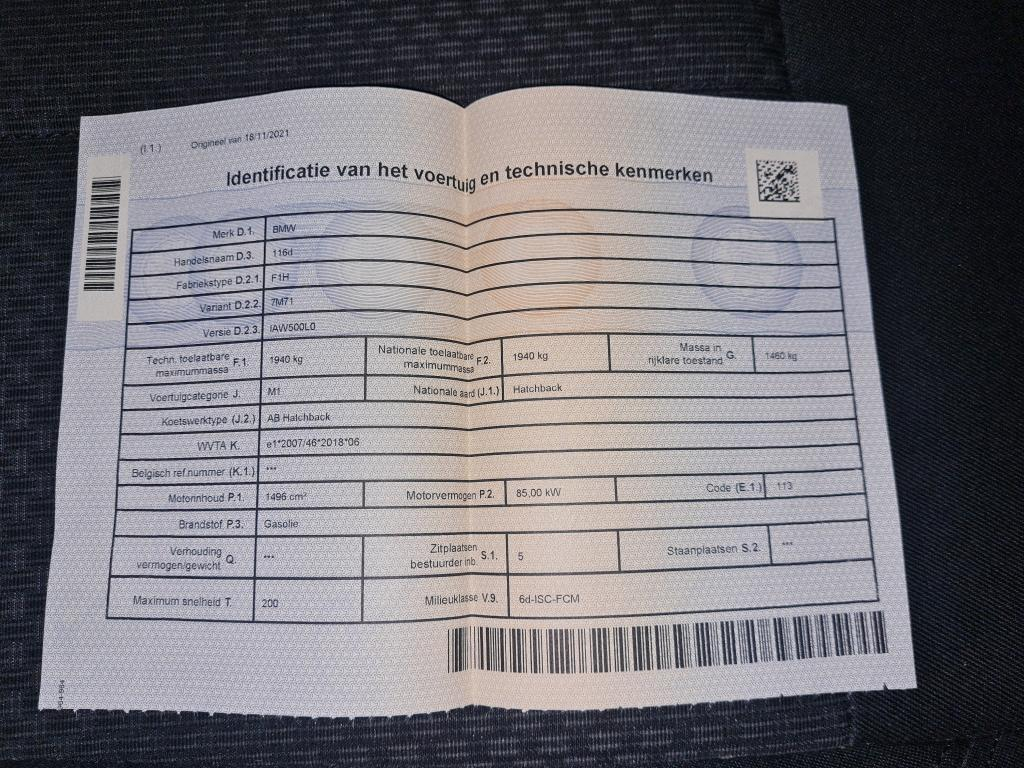 (I.1.) Origineel van 18/11/2021
Identificatie van het voertuig en technische kenmerken
Merk D.1. BMW
Handelsnaam D.3. 116d
Fabriekstype D.2.1. F1H
Variant D.2.2. 7M71
Versie D.2.3. IAW500L0
Techn. toelaatbare maximummassa F.1. 1940 kg Nationale toelaatbare maximummassa F.2. 1940 kg Massa in rijklare toestand G. 1460 kg
Voertuigcategorie J. M1 Nationale aard (J.1.) Hatchback
Koetswerktype (J.2.) AB Hatchback
WVTA K. e1*2007/46*2018*06
Belgisch ref.nummer (K.1.) ***
Motorinhoud P.1. 1496 cm³ Motorvermogen P.2. 85,00 kW Code (E.1.) 113
Brandstof P.3. Gasolie
Verhouding vermogen/gewicht Q. *** Zitplaatsen bestuurder inb. S.1. 5 Staanplaatsen S.2. ***
Maximum snelheid T. 200 Milieuklasse V.9. 6d-ISC-FCM